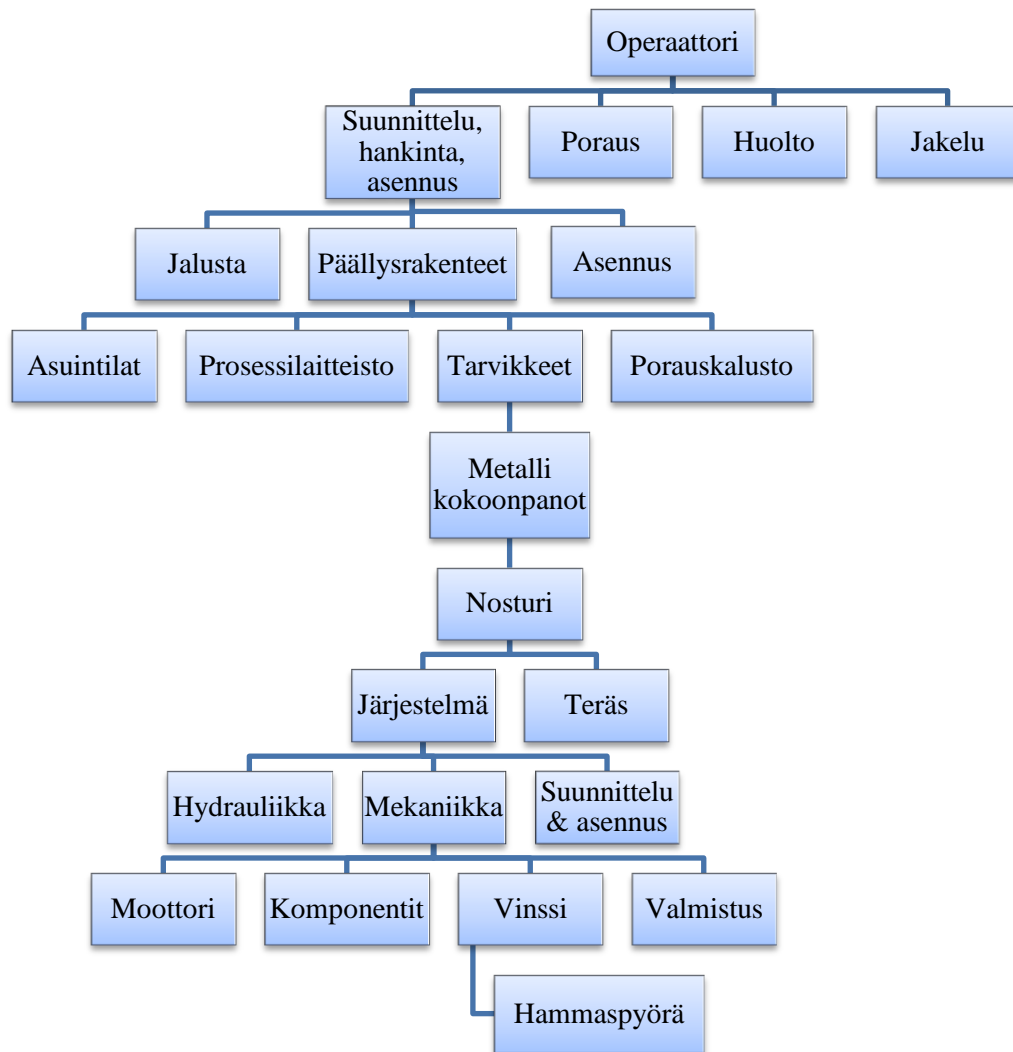 Operaattori
Suunnittelu,
hankinta,
asennus
Poraus
Huolto
Jakelu
Jalusta
Päällysrakenteet
Asennus
Asuintilat
Prosessilaitteisto
Tarvikkeet
Porauskalusto
Metalli
kokoonpanot
Nosturi
Järjestelmä
Teräs
Hydrauliikka
Mekaniikka
Suunnittelu
& asennus
Moottori
Komponentit
Vinssi
Valmistus
Hammaspyörä